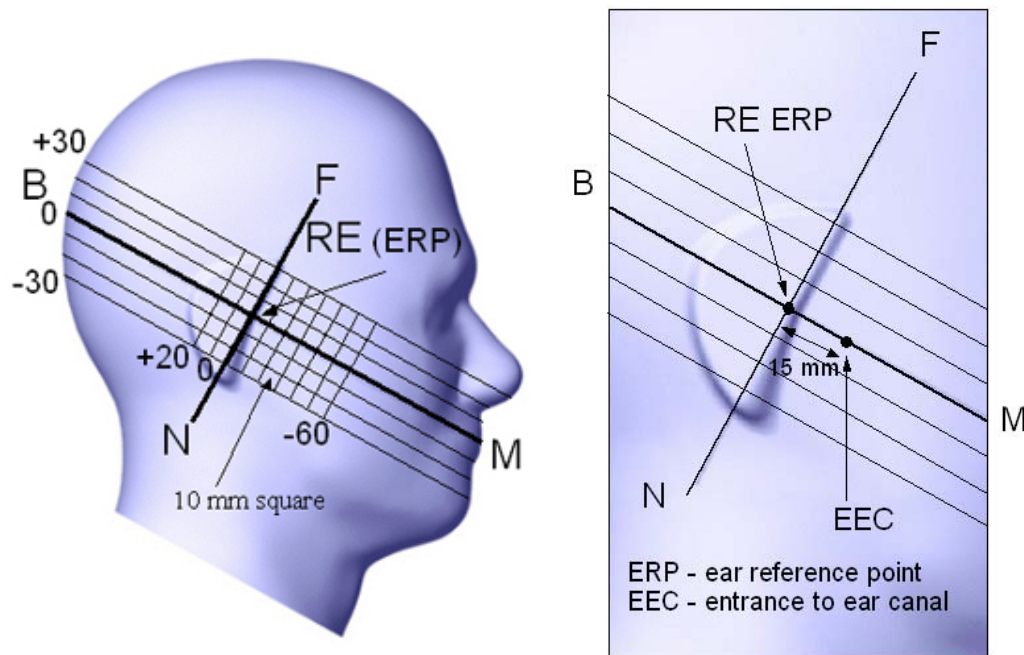 +30
B
0
-30
F
RE (ERP)
+20
0
N
-60
M
10 mm square
F
RE ERP
B
15 mm
M
N
EEC
ERP - ear reference point
EEC - entrance to ear canal